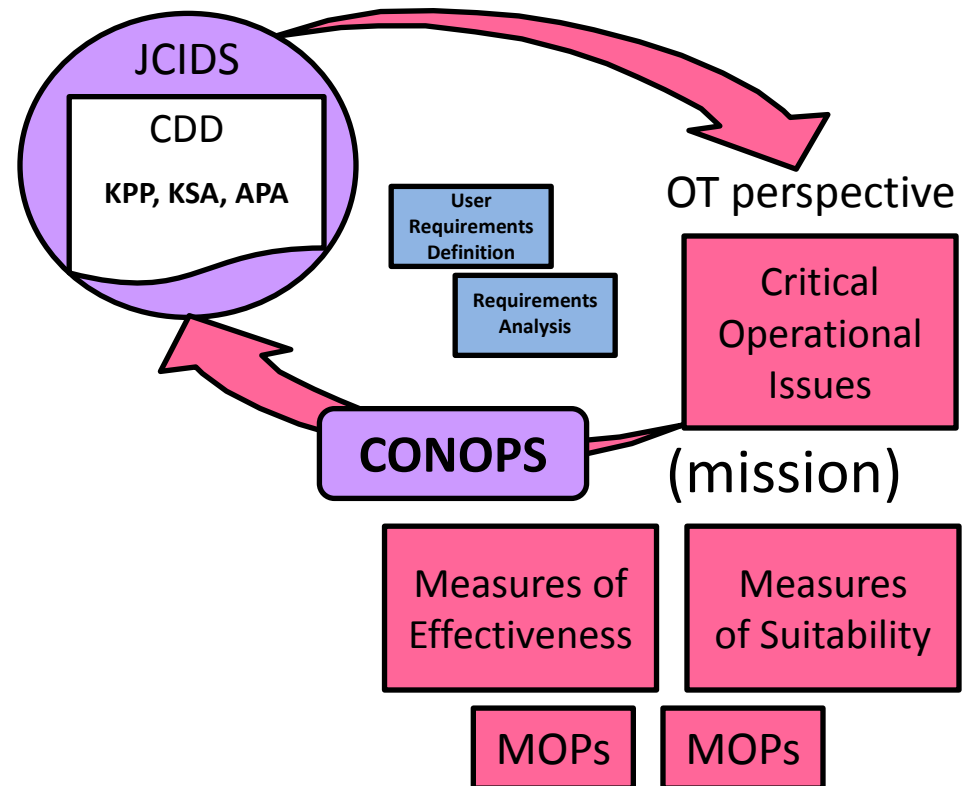 JCIDS
CDD
KPP, KSA, APA
User
Requirements
Definition
Requirements
Analysis
OT perspective
Critical
Operational
Issues
CONOPS
(mission)
Measures of
Effectiveness
Measures
of Suitability
MOPs
MOPs